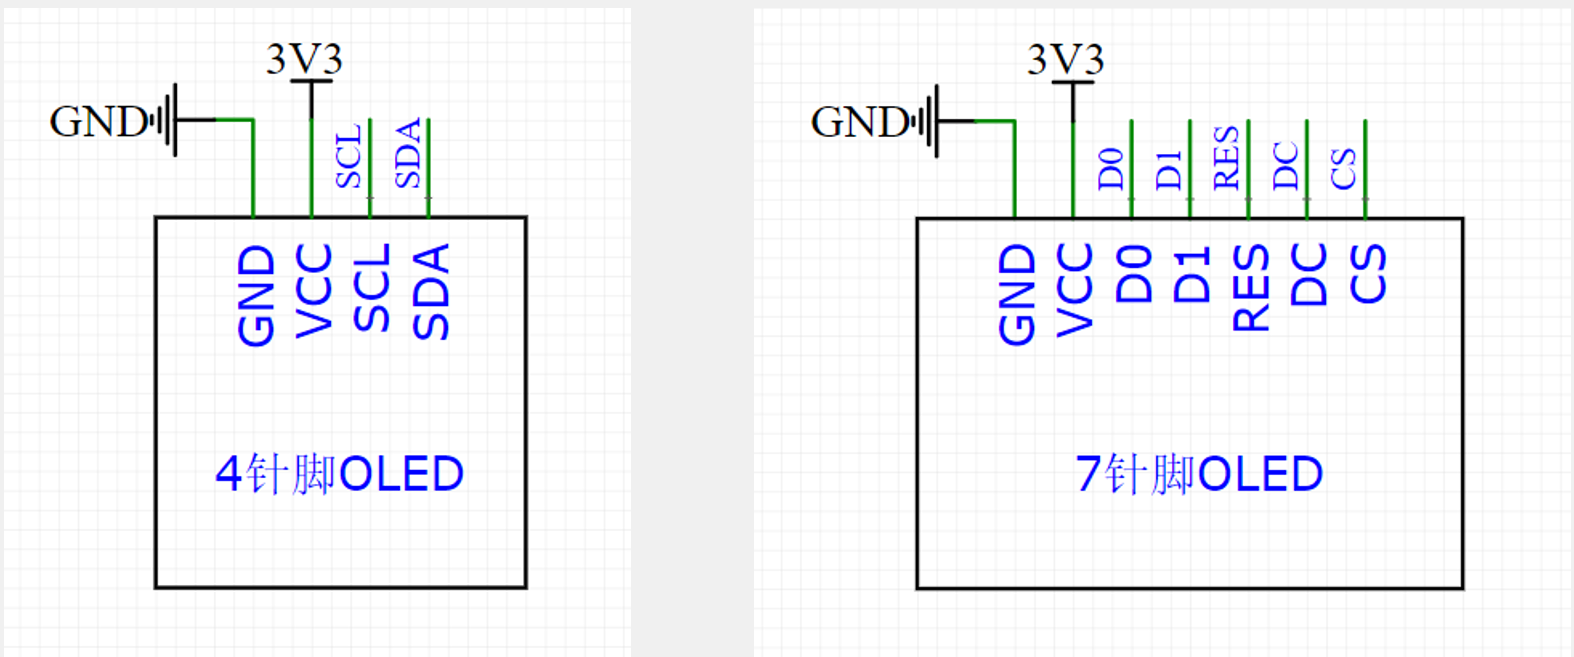 3V3
GND
SCL
SDA
GND
VCC
SCL
SDA
4针脚OLED
3V3
GND
D0
D1
RES
DC
CS
GND
VCC
D0
D1
RES
DC
CS
7针脚OLED